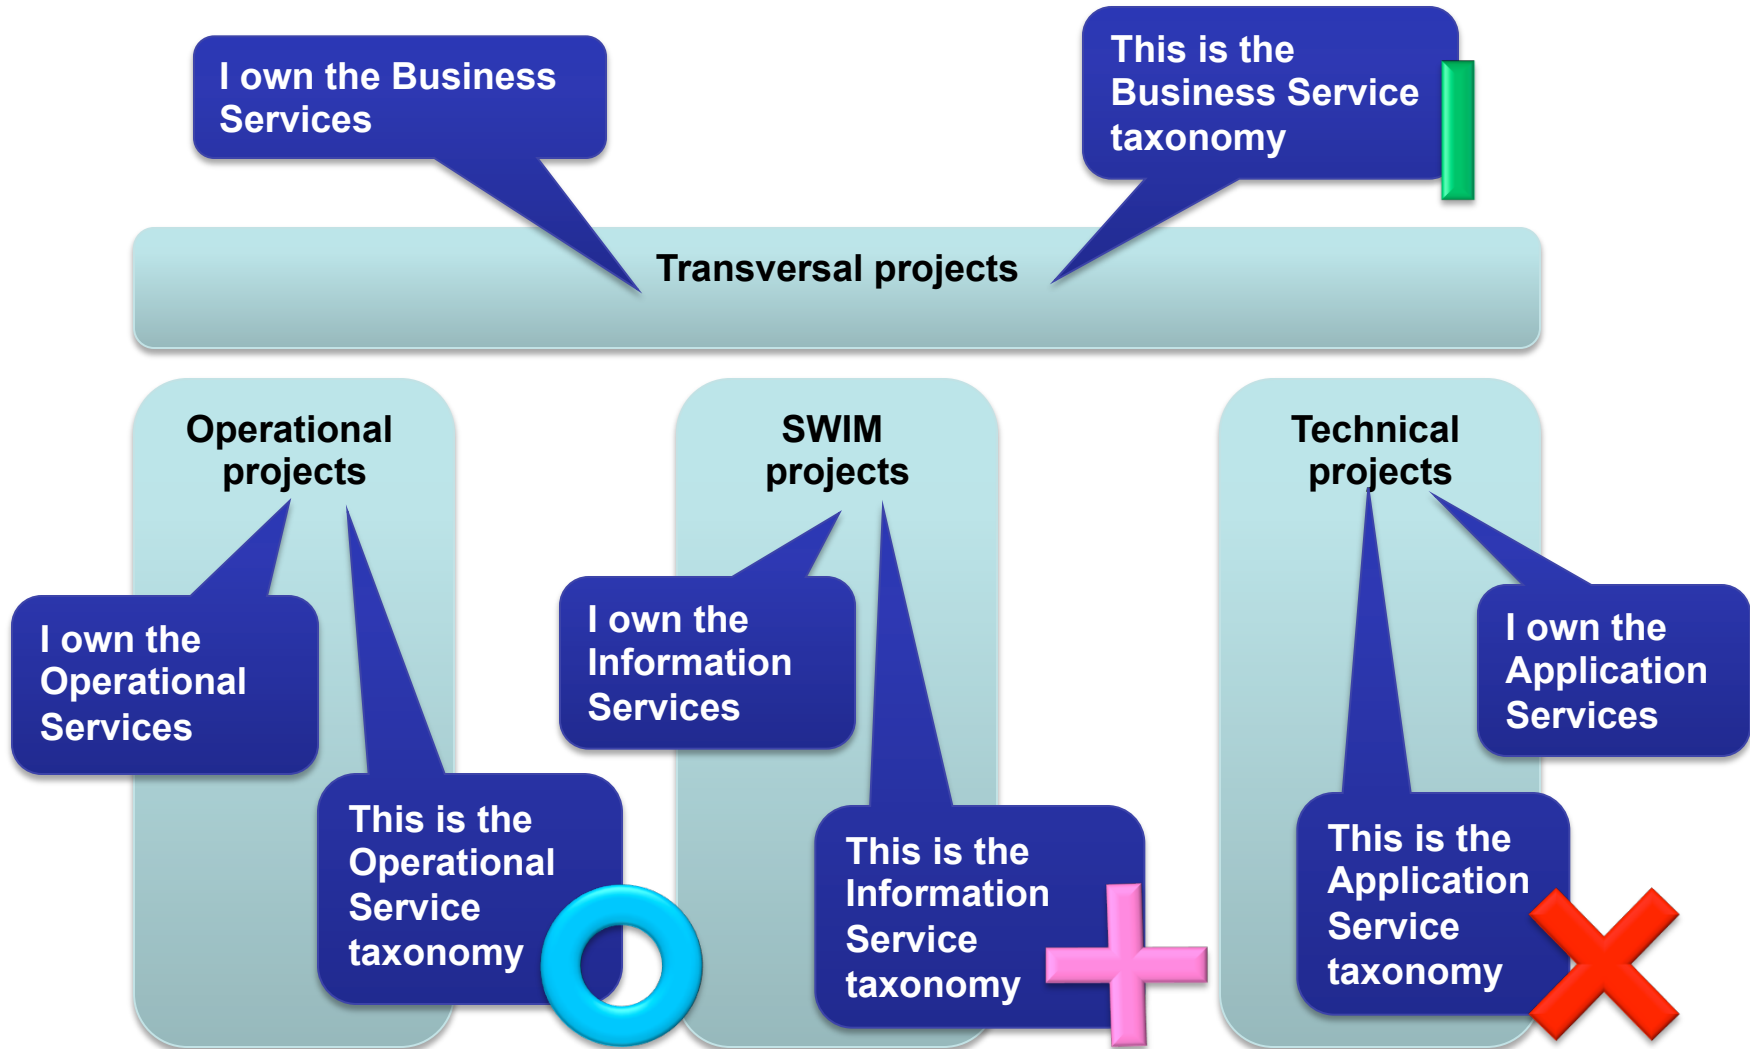 I own the Business
Services
This is the
Business Service
taxonomy
Transversal projects
Operational
projects
SWIM
projects
Technical
projects
I own the
Operational
Services
I own the
Information
Services
I own the
Application
Services
This is the
Operational
Service
taxonomy
This is the
Information
Service
taxonomy
This is the
Application
Service
taxonomy